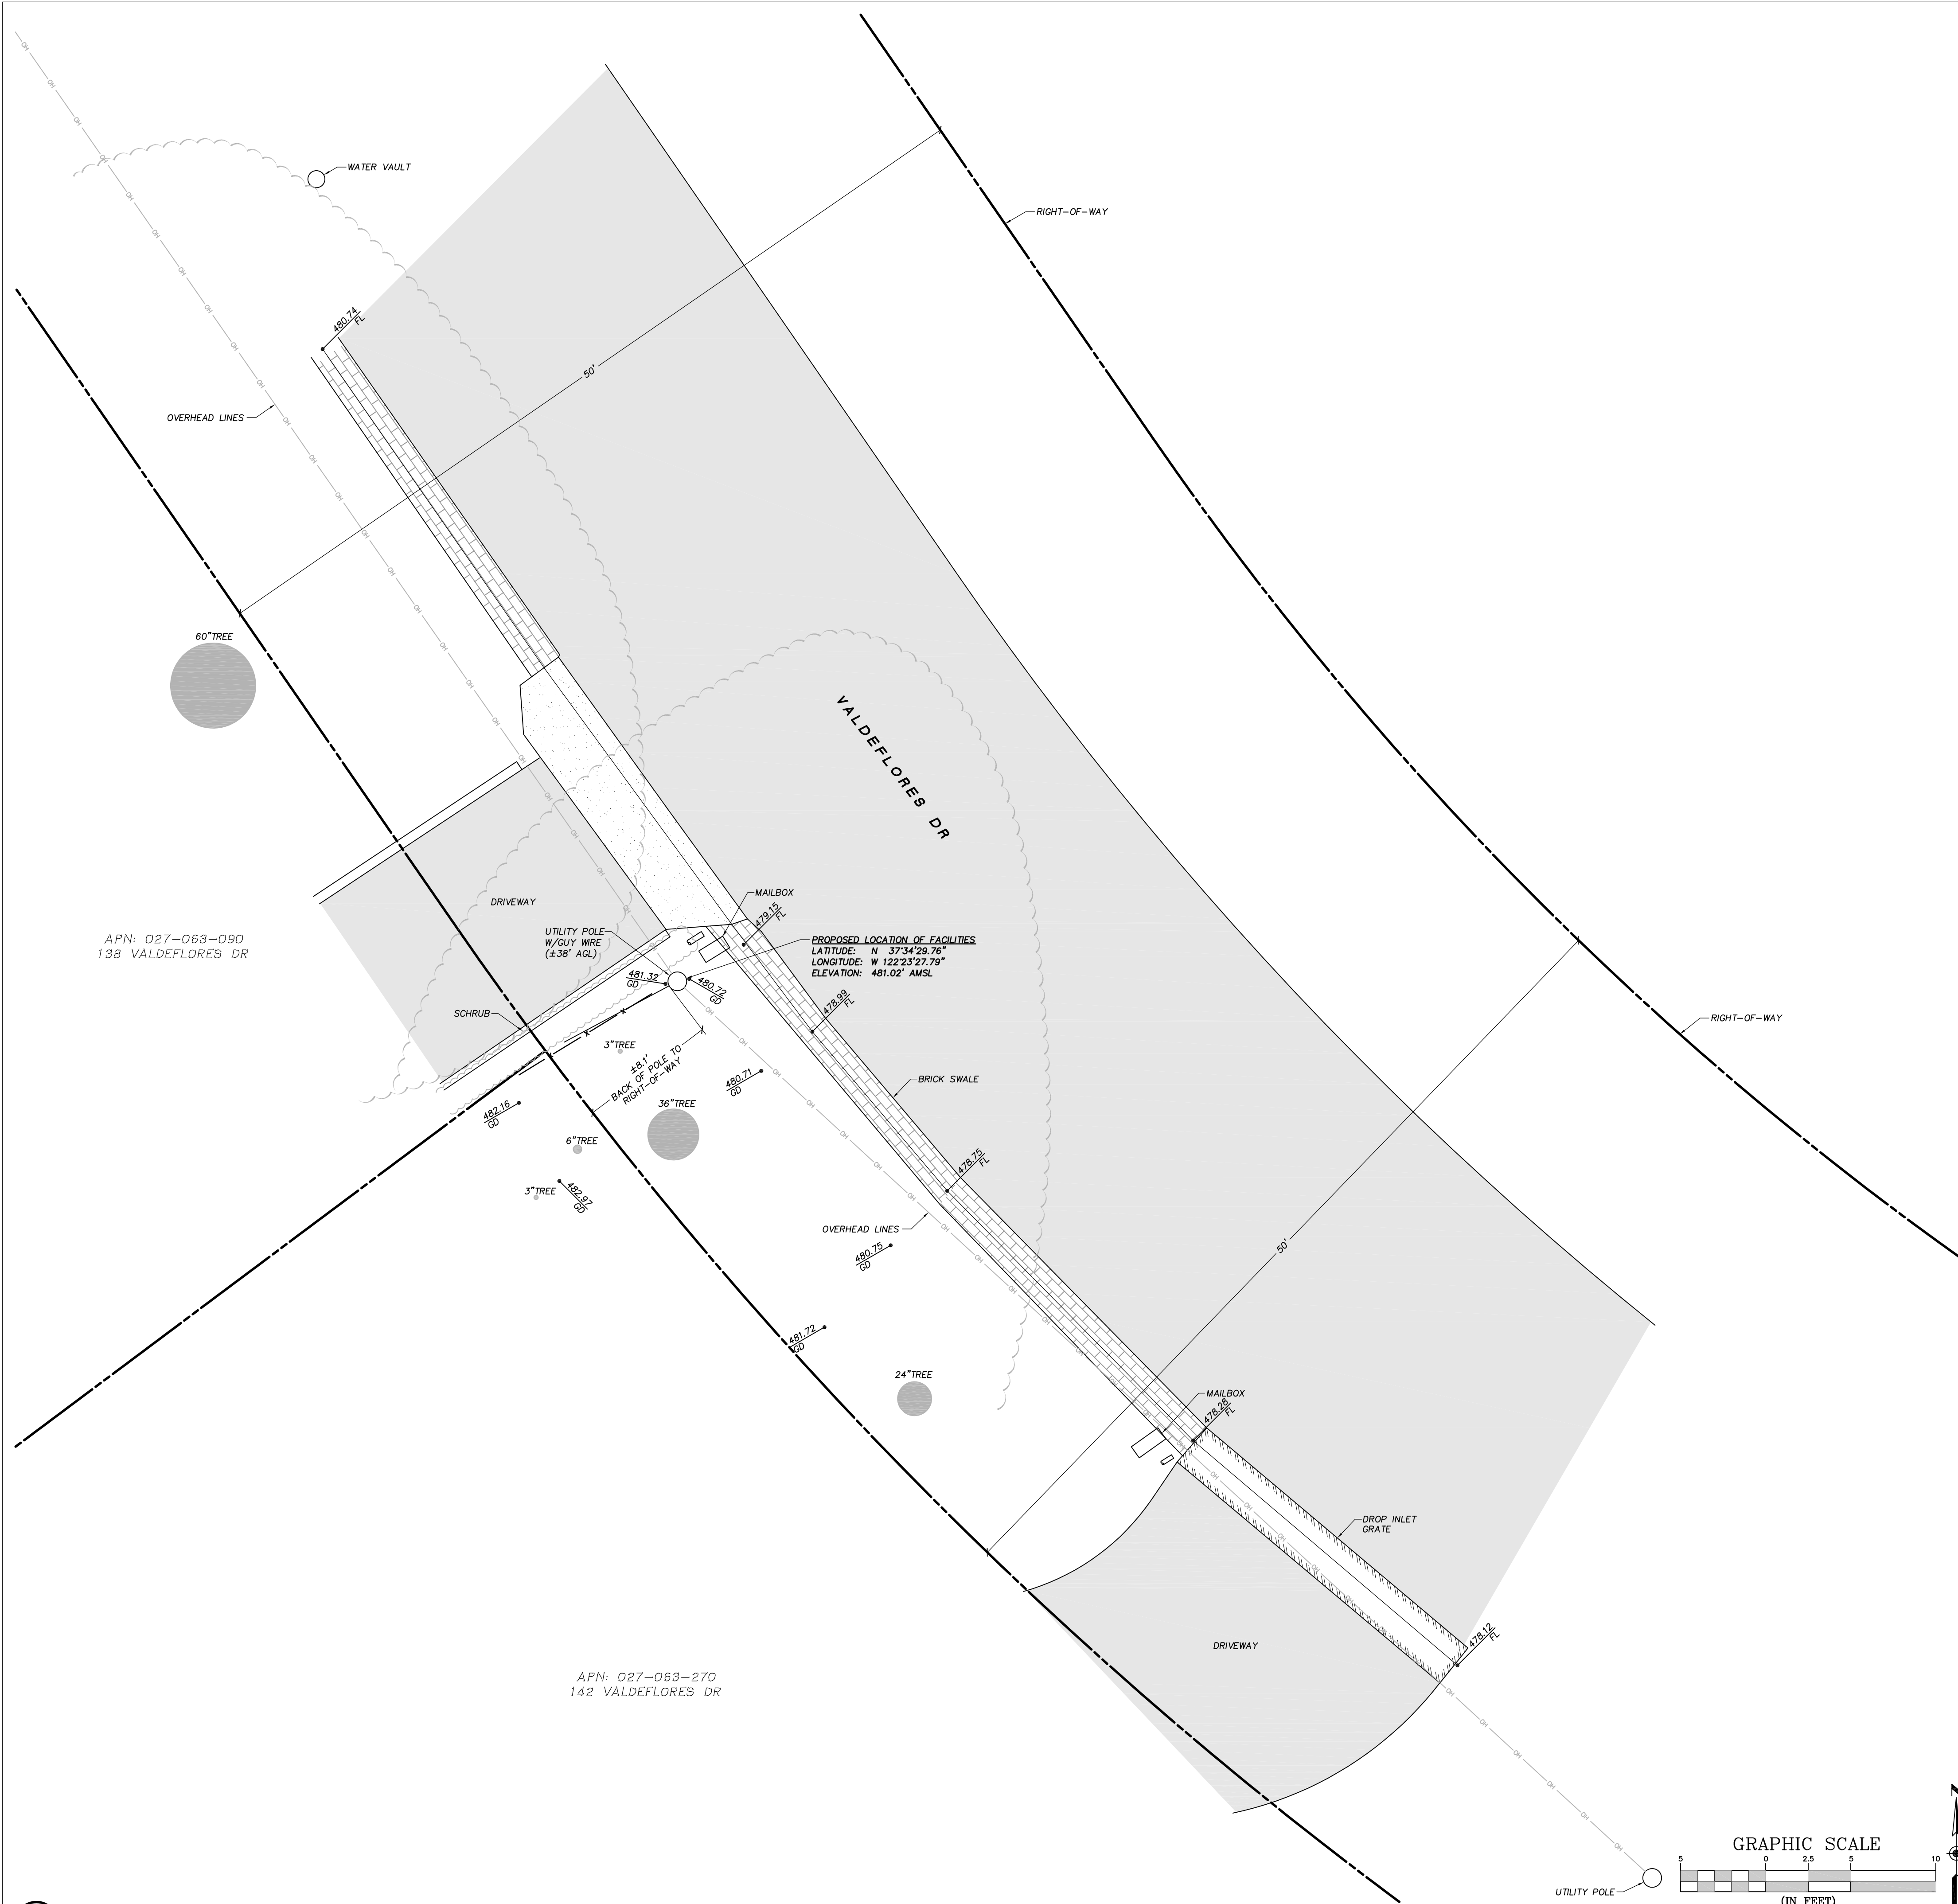 WATER VAULT
RIGHT-OF-WAY
480.74
FL
50'
OVERHEAD LINES
60"TREE
VALDEFLORES DR
MAILBOX
479.15
FL
DRIVEWAY
UTILITY POLE
W/GUY WIRE
(±38' AGL)
PROPOSED LOCATION OF FACILITIES
LATITUDE: N 37°34'29.76"
LONGITUDE: W 122°23'27.79"
ELEVATION: 481.02' AMSL
APN: 027-063-090
138 VALDEFLORES DR
481.32
GD
480.72
GD
478.99
FL
SCHRUB
RIGHT-OF-WAY
3"TREE
±8.1'
BACK OF POLE TO
RIGHT-OF-WAY
480.71
GD
BRICK SWALE
482.16
GD
36"TREE
6"TREE
478.75
FL
3"TREE
482.97
GD
OVERHEAD LINES
480.75
GD
50'
481.72
GD
24"TREE
MAILBOX
478.28
FL
DROP INLET
GRATE
478.12
FL
DRIVEWAY
APN: 027-063-270
142 VALDEFLORES DR
GRAPHIC SCALE
5 0 2.5 5 10
(IN FEET)
UTILITY POLE
OH
N